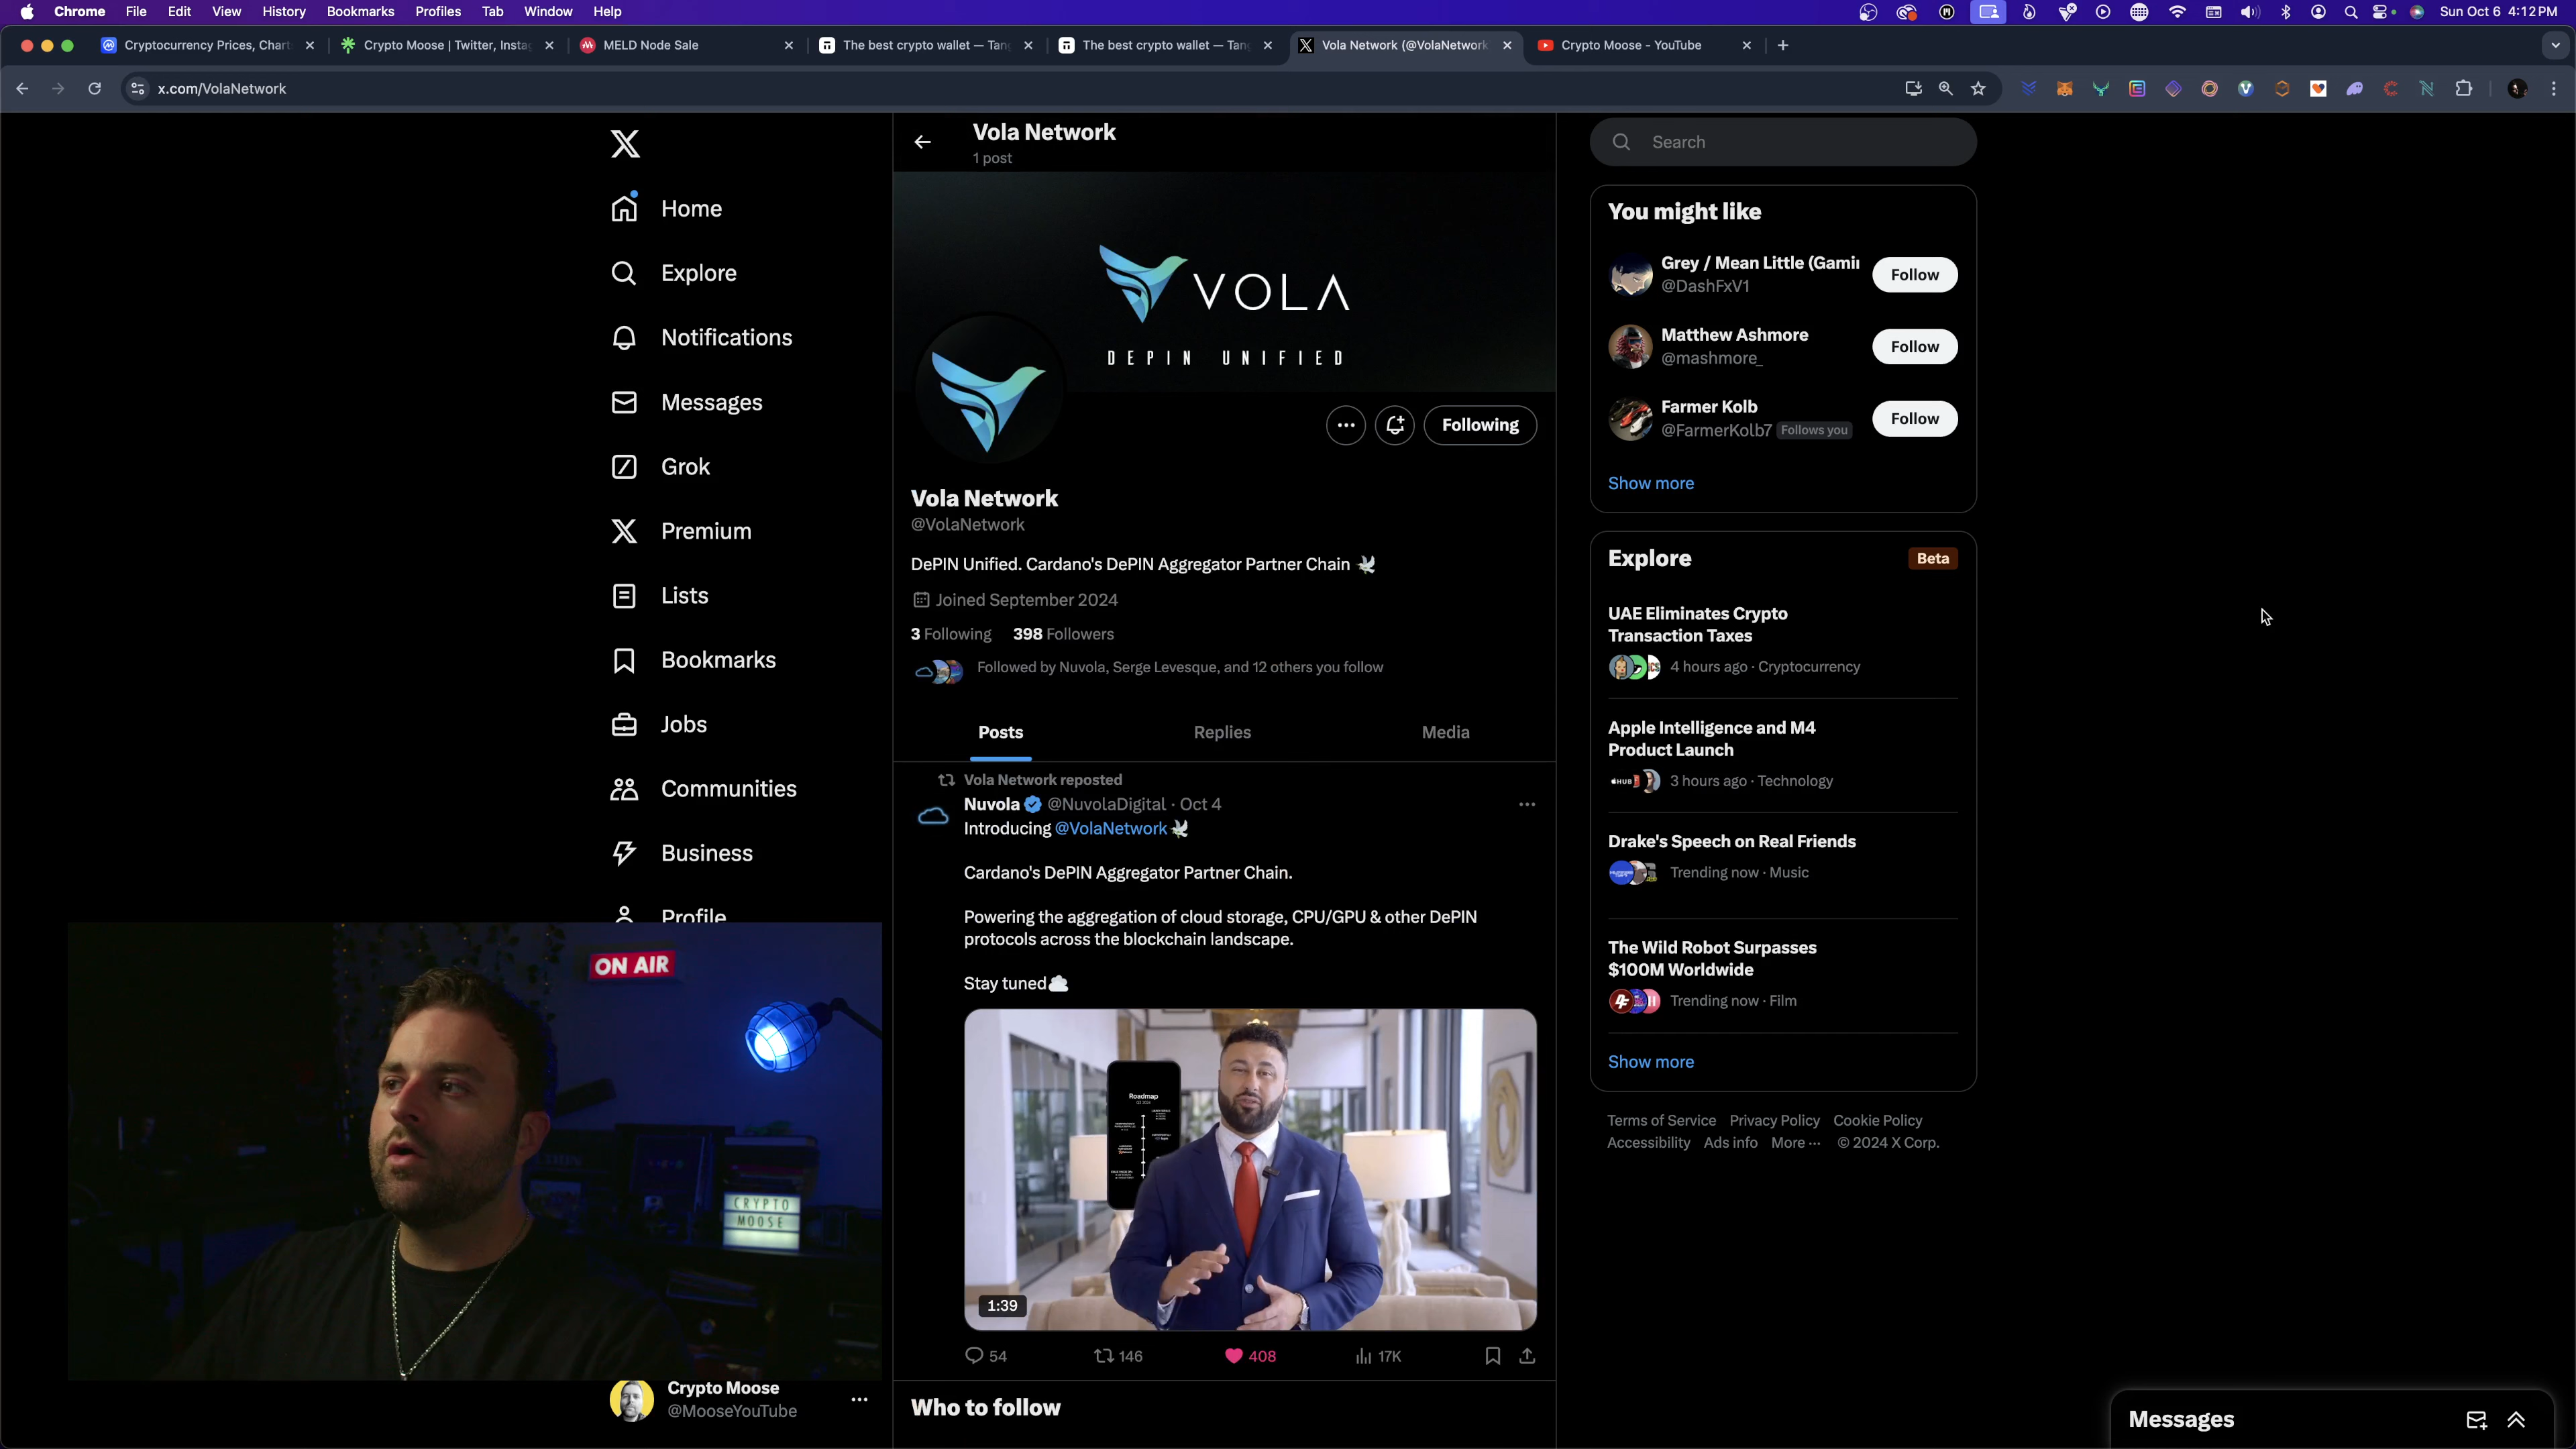 Chrome File Edit View History Bookmarks Profiles Tab Window Help
Sun Oct 6 4:12 PM
Cryptocurrency Prices, Chart
Crypto Moose | Twitter, Insta
MELD Node Sale
The best crypto wallet — Tang
The best crypto wallet — Tang
Vola Network (@VolaNetwork
Crypto Moose - YouTube
x.com/VolaNetwork
Home
Explore
Notifications
Messages
Grok
Premium
Lists
Bookmarks
Jobs
Communities
Business
Profile
ON AIR
CRYPTO
MOOSE
Crypto Moose
@MooseYouTube
Vola Network
1 post
VOLA
DEPIN UNIFIED
Following
Vola Network
@VolaNetwork
DePIN Unified. Cardano's DePIN Aggregator Partner Chain 🕊️
Joined September 2024
3 Following 398 Followers
Followed by Nuvola, Serge Levesque, and 12 others you follow
Posts Replies Media
Vola Network reposted
Nuvola @NuvolaDigital · Oct 4
Introducing @VolaNetwork 🕊️
Cardano's DePIN Aggregator Partner Chain.
Powering the aggregation of cloud storage, CPU/GPU & other DePIN
protocols across the blockchain landscape.
Stay tuned☁️
Roadmap
1:39
54 146 408 17K
Who to follow
Search
You might like
Grey / Mean Little (Gamin
@DashFxV1
Follow
Matthew Ashmore
@mashmore_
Follow
Farmer Kolb
@FarmerKolb7 Follows you
Follow
Show more
Explore
Beta
UAE Eliminates Crypto
Transaction Taxes
4 hours ago · Cryptocurrency
Apple Intelligence and M4
Product Launch
3 hours ago · Technology
Drake's Speech on Real Friends
Trending now · Music
The Wild Robot Surpasses
$100M Worldwide
Trending now · Film
Show more
Terms of Service Privacy Policy Cookie Policy
Accessibility Ads info More ··· © 2024 X Corp.
Messages